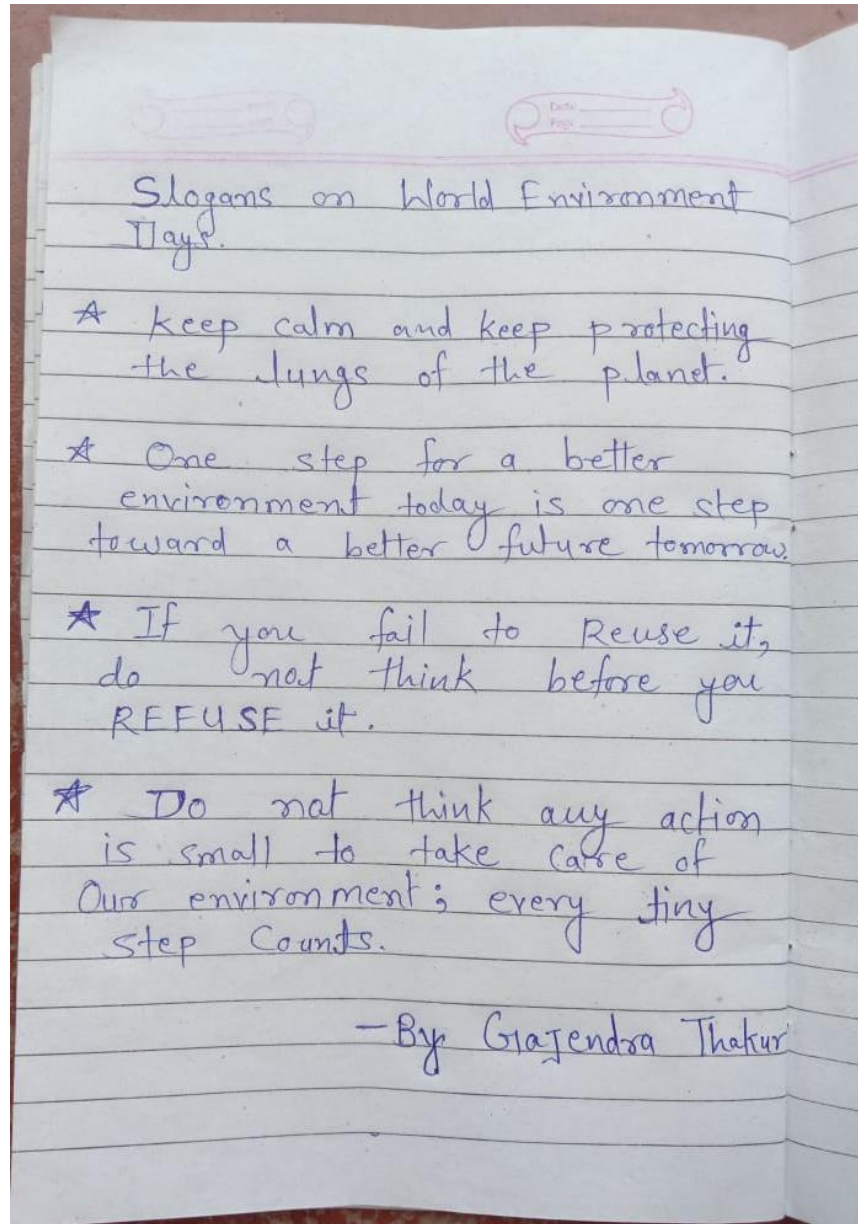 Date
Page
Slogans on World Environment
Days.
☆ keep calm and keep protecting
the lungs of the planet.
☆ One step for a better
environment today is one step
toward a better future tomorrow.
☆ If you fail to Reuse it,
do not think before you
REFUSE it.
☆ Do not think any action
is small to take care of
Our environment; every tiny
step Counts.
- By Gajendra Thakur